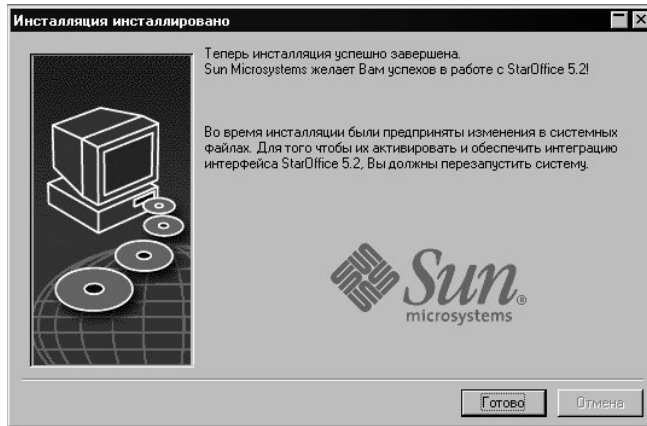 Инсталляция инсталлировано
Теперь инсталляция успешно завершена.
Sun Microsystems желает Вам успехов в работе с StarOffice 5.2!
Во время инсталляции были предприняты изменения в системных
файлах. Для того чтобы их активировать и обеспечить интеграцию
интерфейса StarOffice 5.2, Вы должны перезапустить систему.
Sun®
microsystems
Готово
Отмена